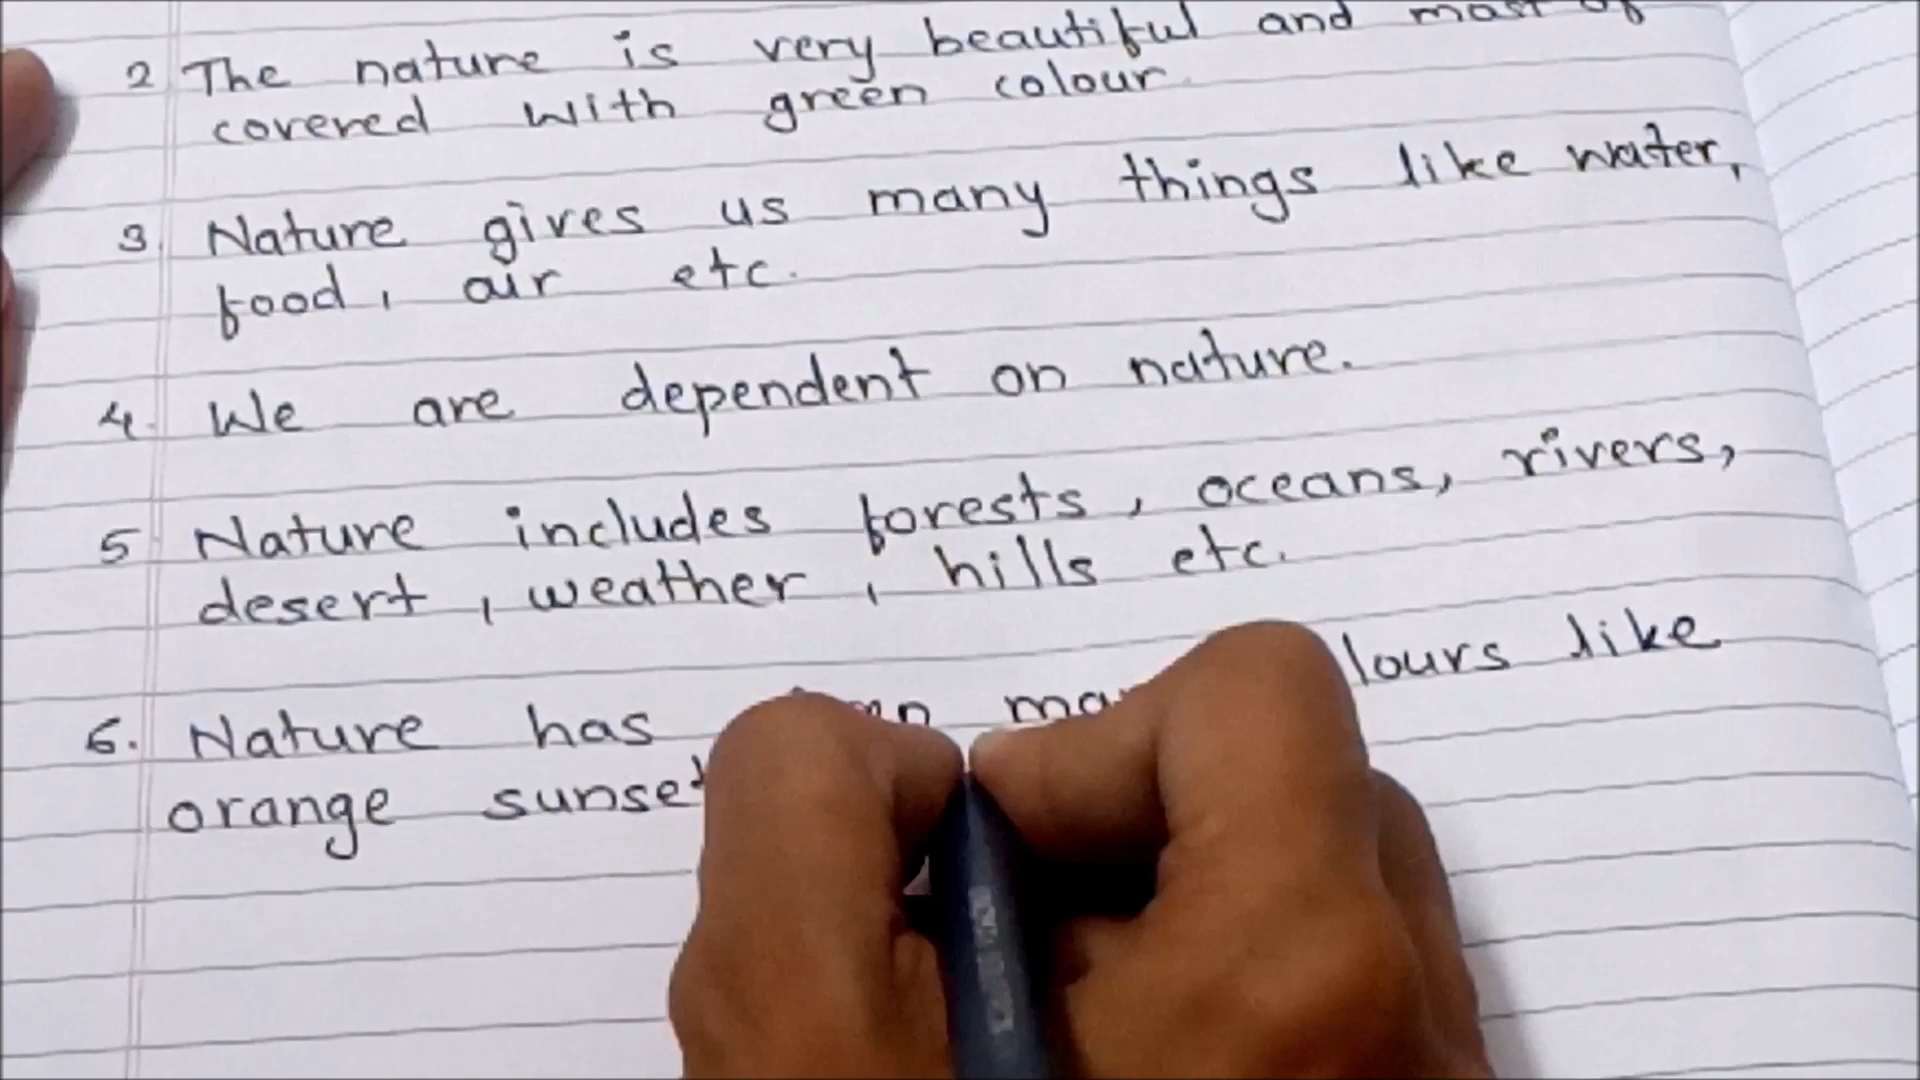 2 The nature is very beautiful and most of
covered with green colour.
3. Nature gives us many things like water,
food, air etc.
4. We are dependent on nature.
5 Nature includes forests, oceans, rivers,
desert, weather, hills etc.
6. Nature has like
orange